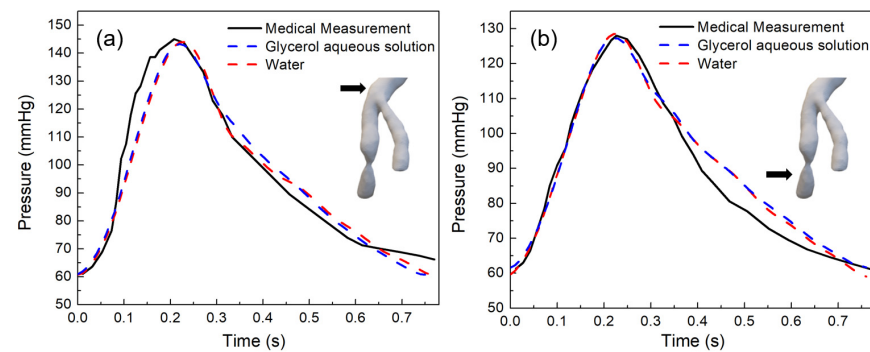 (a)
Medical Measurement
Glycerol aqueous solution
Water
Pressure (mmHg)
150
140
130
120
110
100
90
80
70
60
50
0.0 0.1 0.2 0.3 0.4 0.5 0.6 0.7
Time (s)
(b)
Medical Measurement
Glycerol aqueous solution
Water
Pressure (mmHg)
130
120
110
100
90
80
70
60
50
0.0 0.1 0.2 0.3 0.4 0.5 0.6 0.7
Time (s)